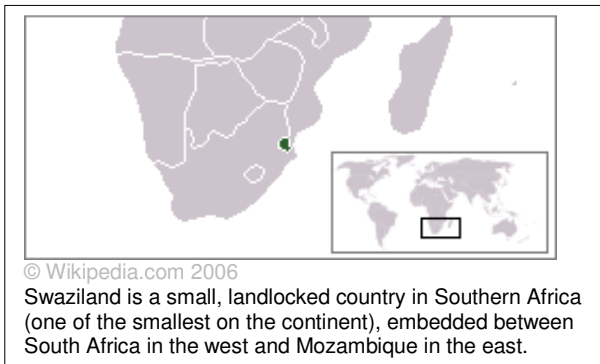 © Wikipedia.com 2006
Swaziland is a small, landlocked country in Southern Africa
(one of the smallest on the continent), embedded between
South Africa in the west and Mozambique in the east.